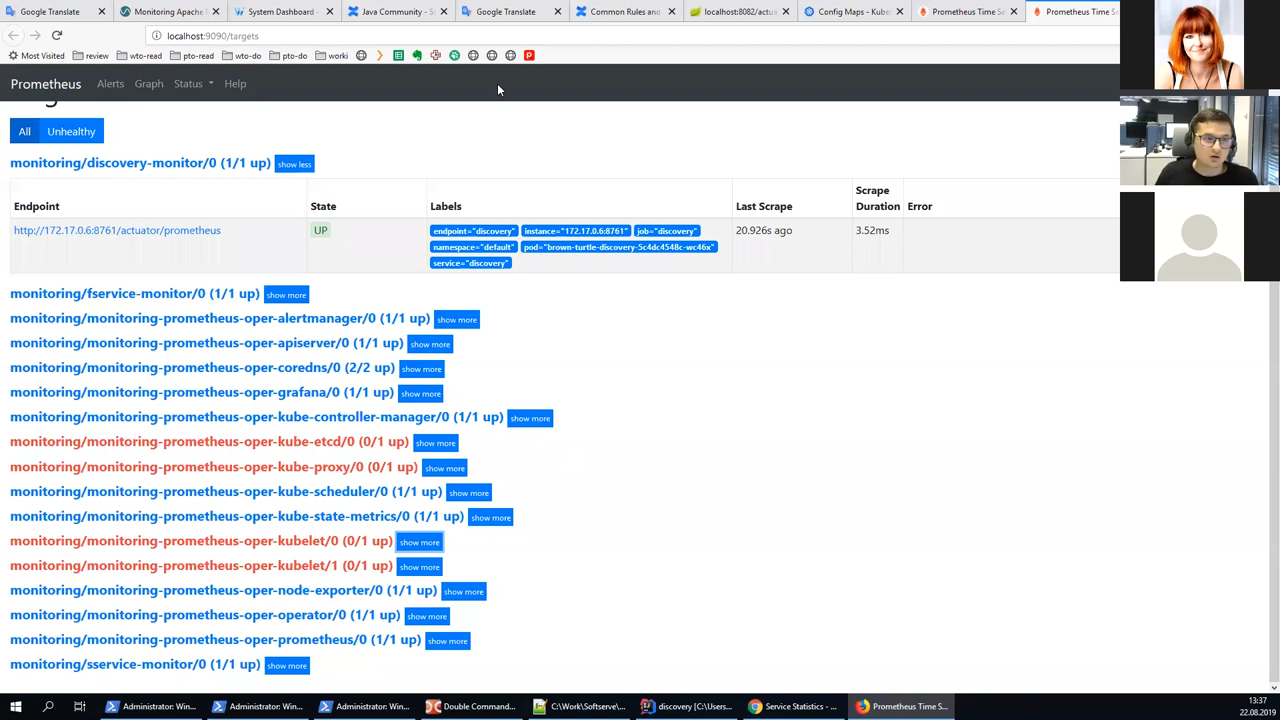 Google Translate
Monitoring Apache
System Dashboard -
Java Community - S
Google Translate
Common Rules and
localhost:8082/actua
Config Maps - Kuber
Prometheus Time Se
Prometheus Time Se
localhost:9090/targets
Most Visited
review
wto-read
pto-read
wto-do
pto-do
worki
Prometheus
Alerts
Graph
Status
Help
All
Unhealthy
monitoring/discovery-monitor/0 (1/1 up) show less
Endpoint
State
Labels
Last Scrape
Scrape
Duration
Error
http://172.17.0.6:8761/actuator/prometheus
UP
endpoint="discovery" instance="172.17.0.6:8761" job="discovery"
namespace="default" pod="brown-turtle-discovery-5c4dc4548c-wc46x"
service="discovery"
20.926s ago
3.52ms
monitoring/fservice-monitor/0 (1/1 up) show more
monitoring/monitoring-prometheus-oper-alertmanager/0 (1/1 up) show more
monitoring/monitoring-prometheus-oper-apiserver/0 (1/1 up) show more
monitoring/monitoring-prometheus-oper-coredns/0 (2/2 up) show more
monitoring/monitoring-prometheus-oper-grafana/0 (1/1 up) show more
monitoring/monitoring-prometheus-oper-kube-controller-manager/0 (1/1 up) show more
monitoring/monitoring-prometheus-oper-kube-etcd/0 (0/1 up) show more
monitoring/monitoring-prometheus-oper-kube-proxy/0 (0/1 up) show more
monitoring/monitoring-prometheus-oper-kube-scheduler/0 (1/1 up) show more
monitoring/monitoring-prometheus-oper-kube-state-metrics/0 (1/1 up) show more
monitoring/monitoring-prometheus-oper-kubelet/0 (0/1 up) show more
monitoring/monitoring-prometheus-oper-kubelet/1 (0/1 up) show more
monitoring/monitoring-prometheus-oper-node-exporter/0 (1/1 up) show more
monitoring/monitoring-prometheus-oper-operator/0 (1/1 up) show more
monitoring/monitoring-prometheus-oper-prometheus/0 (1/1 up) show more
monitoring/sservice-monitor/0 (1/1 up) show more
Administror: Win...
Administror: Win...
Administror: Win...
Double Command...
C:\Work\Softserve\...
discovery [C:\Users...
Service Statistics - ...
Prometheus Time S...
13:37
22.08.2019